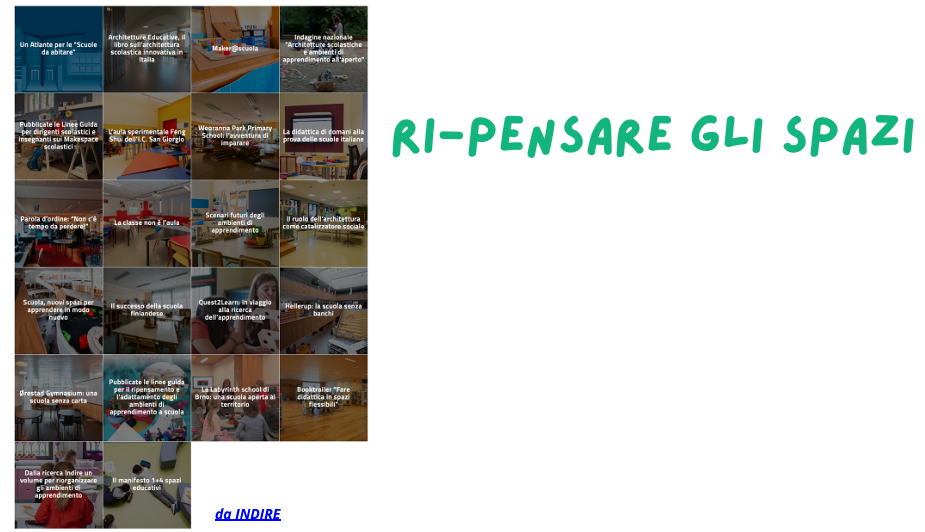 Un Atlante per le "Scuole
da abitare"
Architetture Educative, il
libro sull'architettura
scolastica innovativa in
Italia
Maker@scuola
Indagine nazionale
"Architetture scolastiche
e ambienti di
apprendimento all'aperto"
RI-PENSARE GLI SPAZI
Pubblicate le Linee Guida
per dirigenti scolastici e
insegnanti sui Makespace
scolastici
L'aula sperimentale Feng
Shui dell'I.C. San Giorgio
Wooranna Park Primary
School: l'avventura di
imparare
La didattica di domani alla
prova delle scuole italiane
Parola d'ordine: "Non c'è
tempo da perdere!"
La classe non è l'aula
Scenari futuri degli
ambienti di
apprendimento
Il ruolo dell'architettura
come catalizzatore sociale
Scuola, nuovi spazi per
apprendere in modo
nuovo
Il successo della scuola
finlandese
Quest2Learn: in viaggio
alla ricerca
dell'apprendimento
Hellerup: la scuola senza
banchi
Ørestad Gymnasium: una
scuola senza carta
Pubblicate le linee guida
per il ripensamento e
l'adattamento degli
ambienti di
apprendimento a scuola
La Labyrinth school di
Brno: una scuola aperta al
territorio
Booktrailer "Fare
didattica in spazi
flessibili"
Dalla ricerca Indire un
volume per riorganizzare
gli ambienti di
apprendimento
Il manifesto 1+4 spazi
educativi
da INDIRE